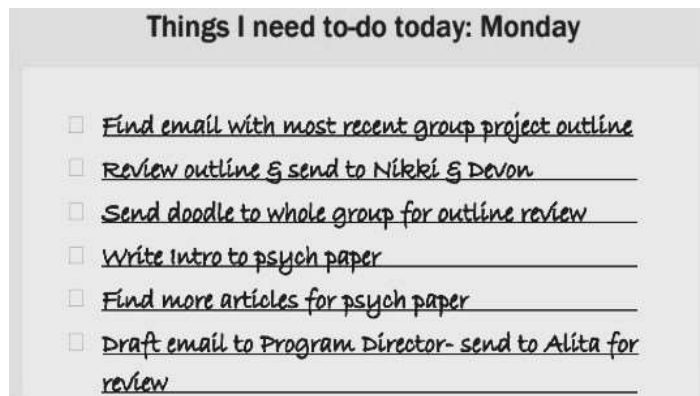 Things I need to-do today: Monday
Find email with most recent group project outline
Review outline & send to Nikki & Devon
Send doodle to whole group for outline review
Write Intro to psych paper
Find more articles for psych paper
Draft email to Program Director- send to Alita for
review